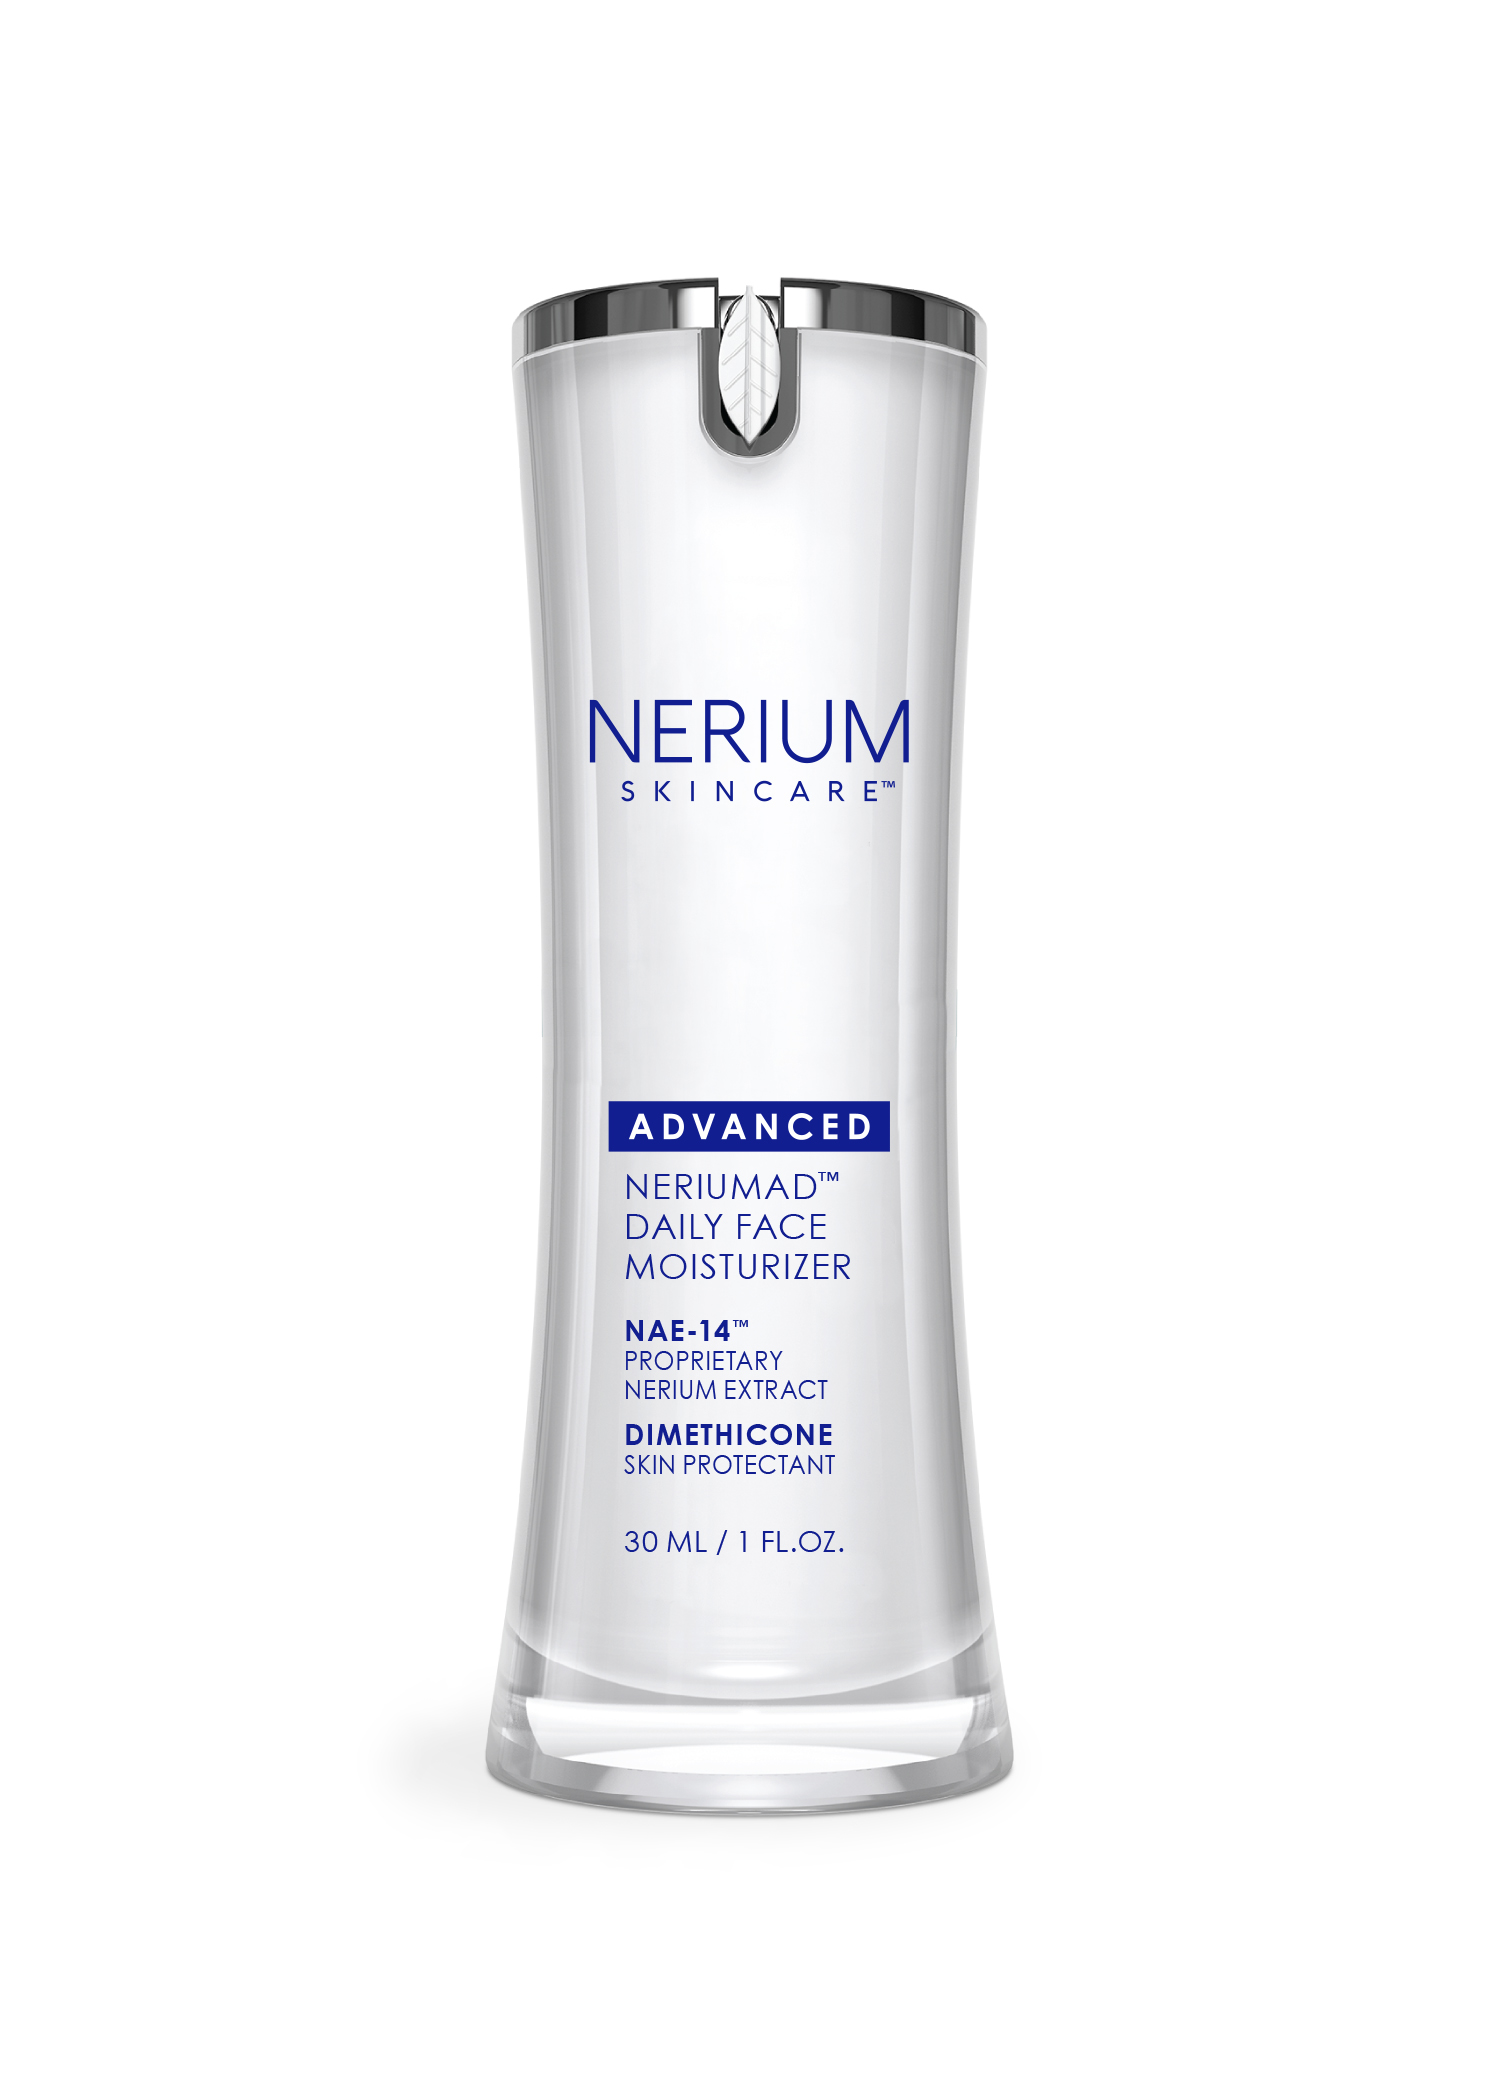 NERIUM
SKINCARE™
ADVANCED
NERIUMAD™
DAILY FACE
MOISTURIZER
NAE-14™
PROPRIETARY
NERIUM EXTRACT
DIMETHICONE
SKIN PROTECTANT
30 ML / 1 FL.OZ.